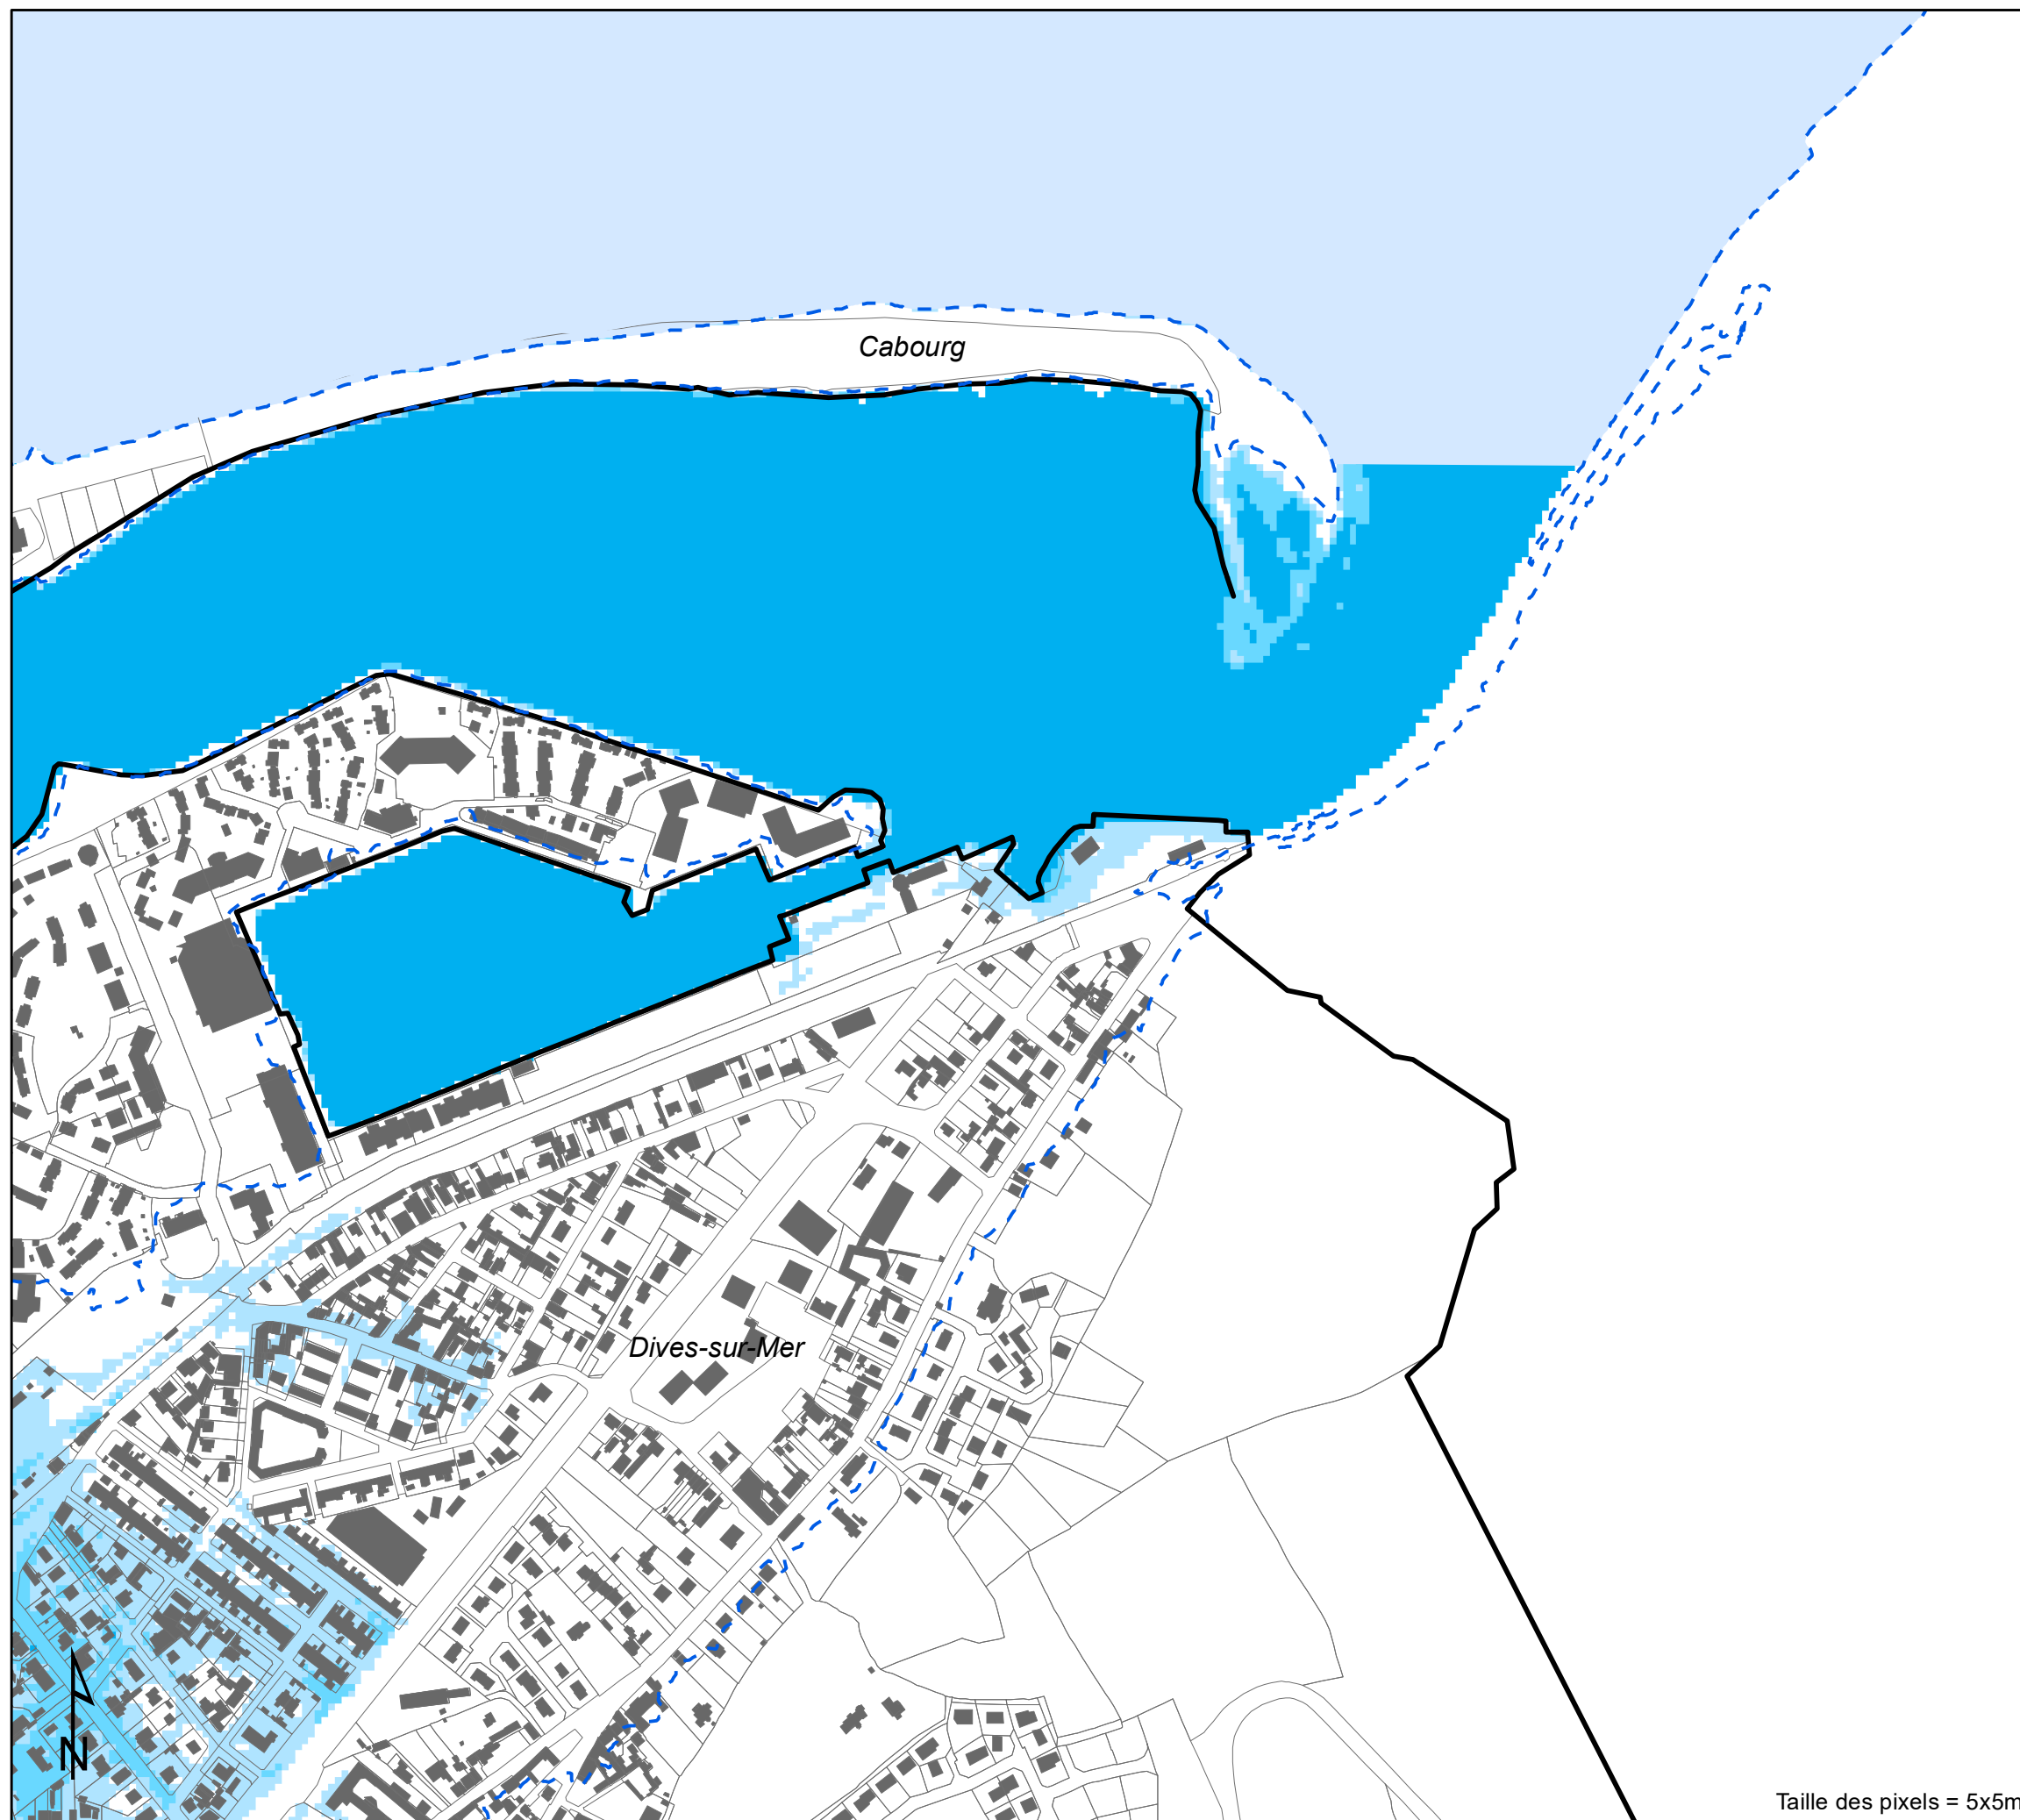 Cabourg
Dives-sur-Mer
N
Taille des pixels = 5x5m